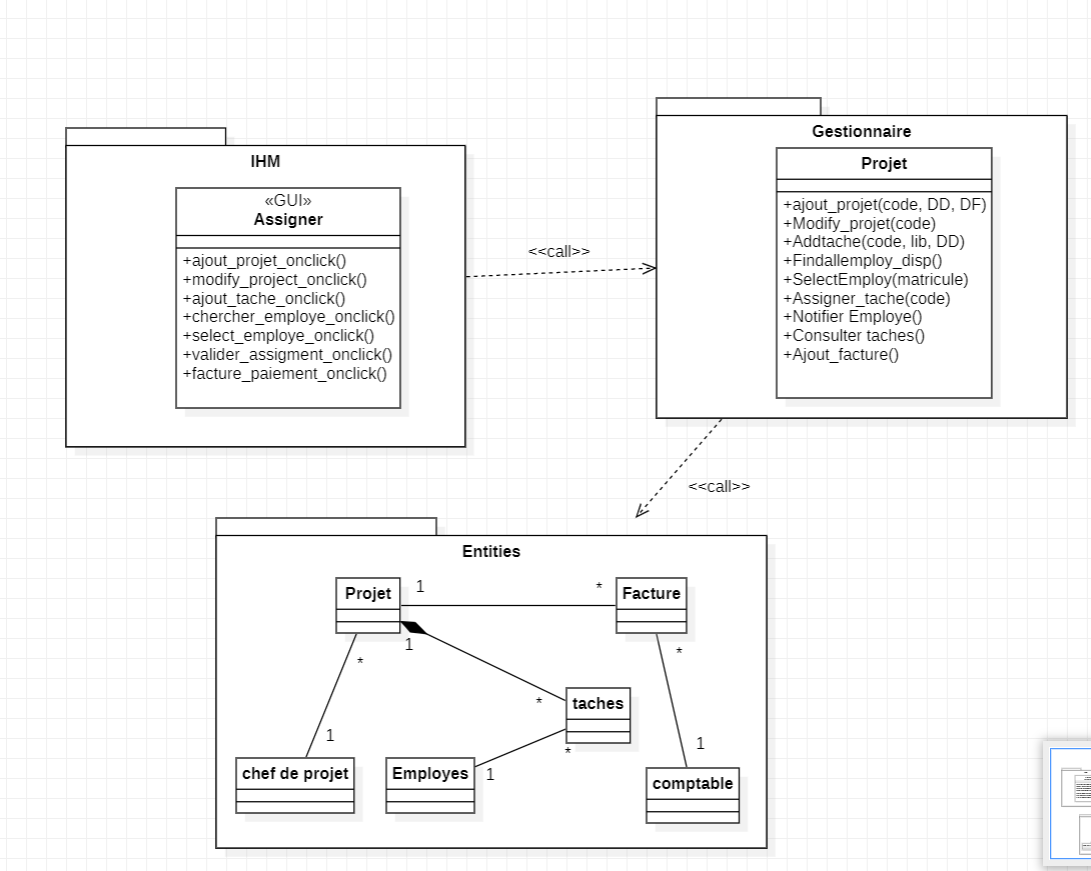 IHM
«GUI»
Assigner
+ajout_projet_onclick()
+modify_project_onclick()
+ajout_tache_onclick()
+chercher_employe_onclick()
+select_employe_onclick()
+valider_assigment_onclick()
+facture_paiement_onclick()
<<call>>
Gestionnaire
Projet
+ajout_projet(code, DD, DF)
+Modify_projet(code)
+Addtache(code, lib, DD)
+Findallemploy_disp()
+SelectEmploy(matricule)
+Assigner_tache(code)
+Notifier Employe()
+Consulter taches()
+Ajout_facture()
<<call>>
Entities
Projet
1
*
Facture
1
*
*
*
taches
*
1
1
1
chef de projet
Employes
comptable